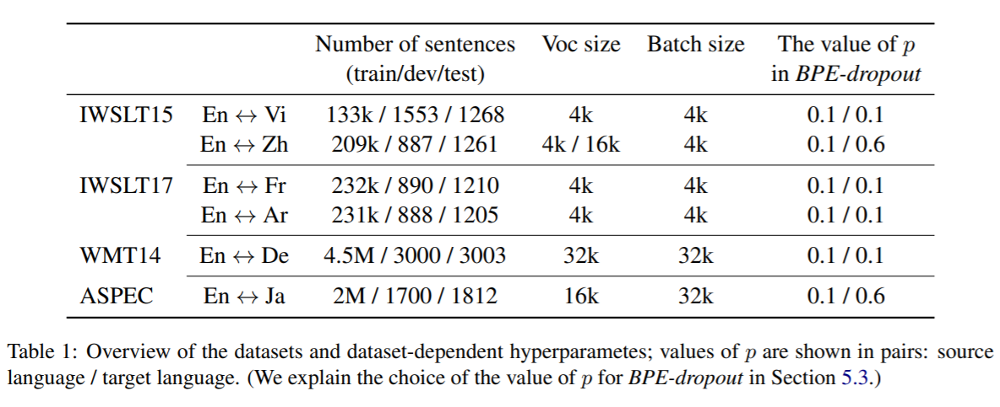 Number of sentences Voc size Batch size The value of p
(train/dev/test) in BPE-dropout
IWSLT15 En ↔ Vi 133k / 1553 / 1268 4k 4k 0.1 / 0.1
En ↔ Zh 209k / 887 / 1261 4k / 16k 4k 0.1 / 0.6
IWSLT17 En ↔ Fr 232k / 890 / 1210 4k 4k 0.1 / 0.1
En ↔ Ar 231k / 888 / 1205 4k 4k 0.1 / 0.1
WMT14 En ↔ De 4.5M / 3000 / 3003 32k 32k 0.1 / 0.1
ASPEC En ↔ Ja 2M / 1700 / 1812 16k 32k 0.1 / 0.6
Table 1: Overview of the datasets and dataset-dependent hyperparametes; values of p are shown in pairs: source
language / target language. (We explain the choice of the value of p for BPE-dropout in Section 5.3.)